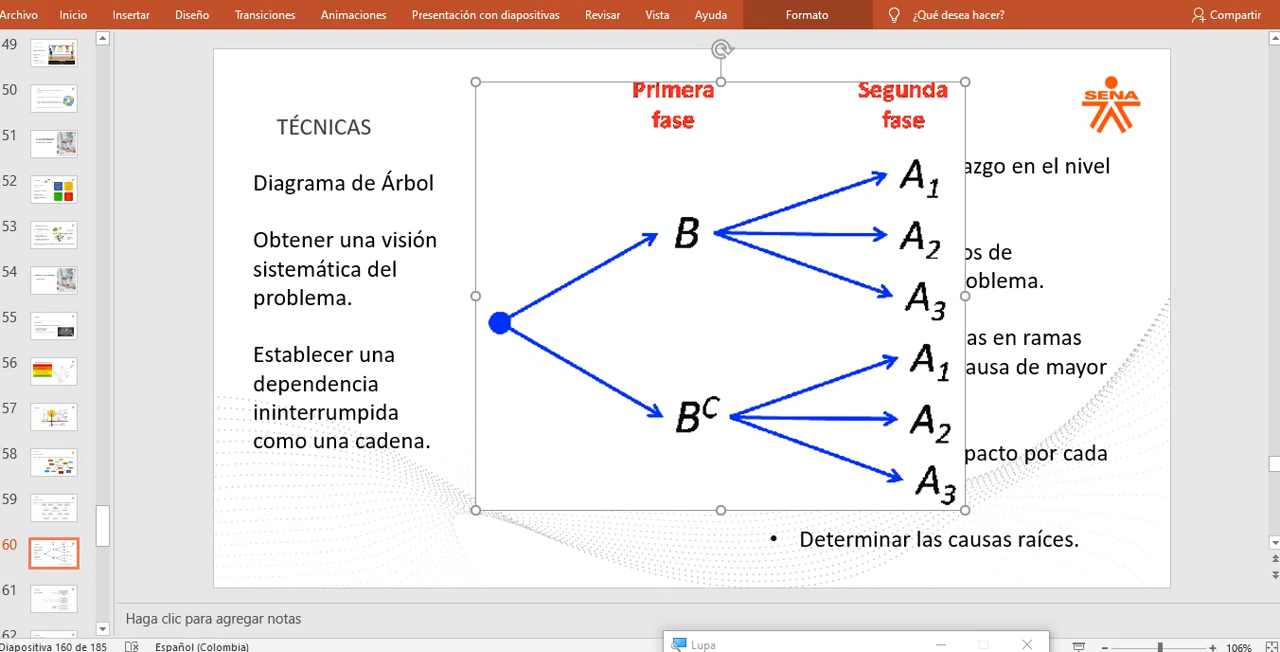 Archivo Inicio Insertar Diseño Transiciones Animaciones Presentación con diapositivas Revisar Vista Ayuda Formato ¿Qué desea hacer? Compartir
49
50
51
52
53
54
55
56
57
58
59
60
61
62
TÉCNICAS
Diagrama de Árbol
Obtener una visión
sistemática del
problema.
Establecer una
dependencia
ininterrumpida
como una cadena.
Primera
fase
Segunda
fase
B
A1
A2
A3
B^C
A1
A2
A3
SENA
azgo en el nivel
os de
oblema.
as en ramas
ausa de mayor
pacto por cada
• Determinar las causas raíces.
Haga clic para agregar notas
Diapositiva 160 de 185 Español (Colombia) 106%
Lupa